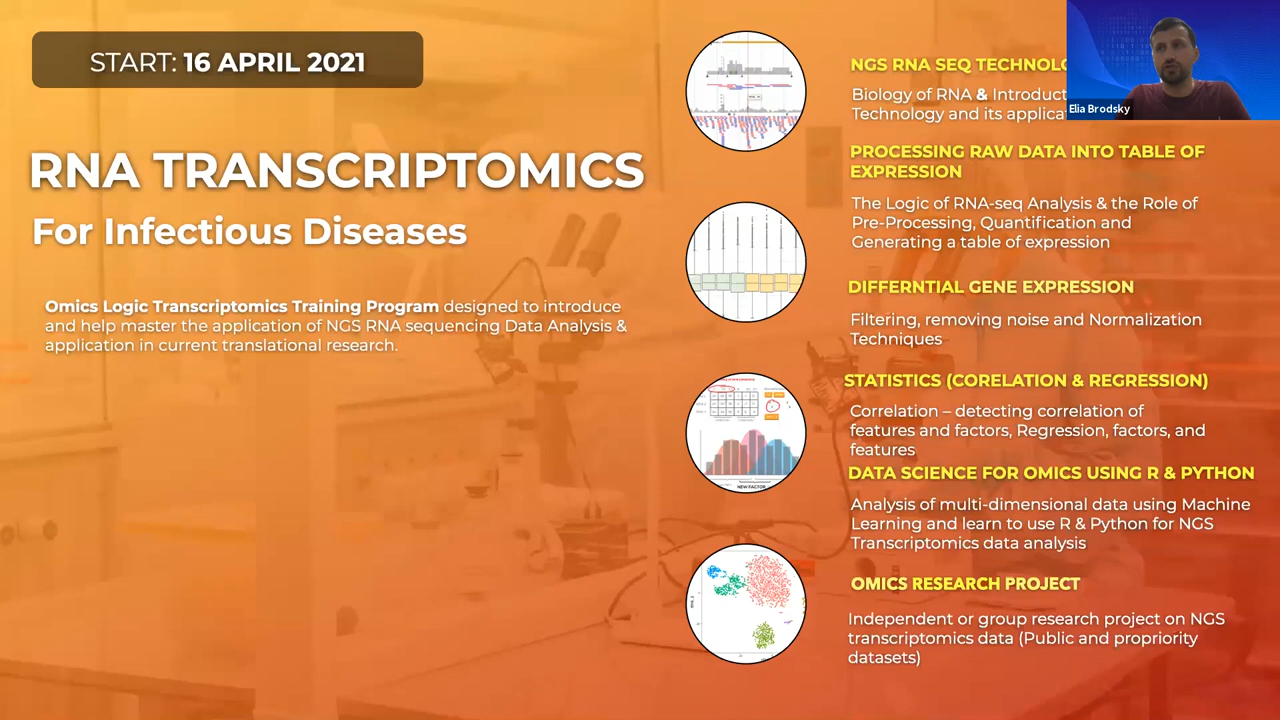 START: 16 APRIL 2021
RNA TRANSCRIPTOMICS
For Infectious Diseases
Omics Logic Transcriptomics Training Program designed to introduce
and help master the application of NGS RNA sequencing Data Analysis &
application in current translational research.
NGS RNA SEQ
Biology of RNA &
Technology and its
Elia Brodsky
PROCESSING RAW DATA INTO TABLE OF
EXPRESSION
The Logic of RNA-seq Analysis & the Role of
Pre-Processing, Quantification and
Generating a table of expression
DIFFERNTIAL GENE EXPRESSION
Filtering, removing noise and Normalization
Techniques
STATISTICS (CORELATION & REGRESSION)
Correlation – detecting correlation of
features and factors, Regression, factors, and
features
NEW FACTOR
DATA SCIENCE FOR OMICS USING R & PYTHON
Analysis of multi-dimensional data using Machine
Learning and learn to use R & Python for NGS
Transcriptomics data analysis
OMICS RESEARCH PROJECT
Independent or group research project on NGS
transcriptomics data (Public and propriority
datasets)